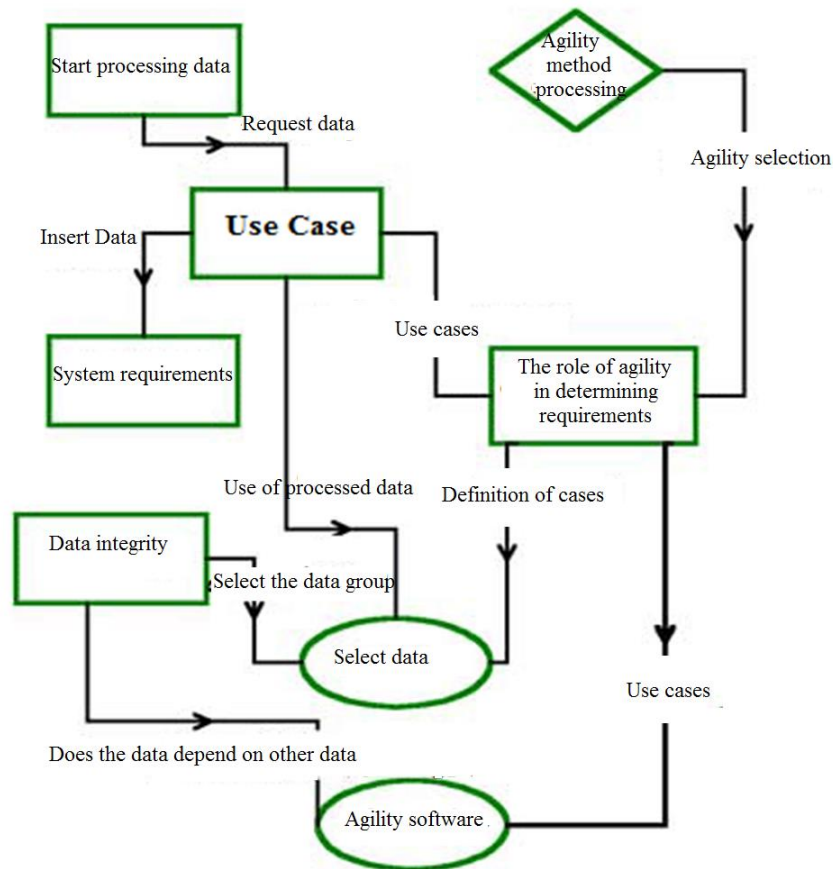 Start processing data
Agility
method
processing
Request data
Agility selection
Use Case
Insert Data
Use cases
System requirements
The role of agility
in determining
requirements
Use of processed data
Definition of cases
Data integrity
Select the data group
Select data
Use cases
Does the data depend on other data
Agility software